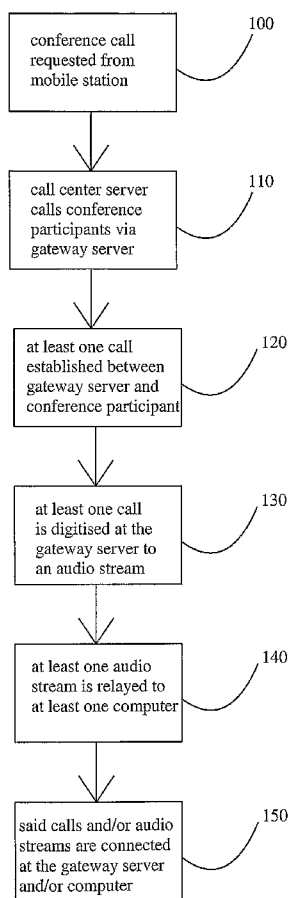 100
conference call
requested from
mobile station
110
call center server
calls conference
participants via
gateway server
120
at least one call
established between
gateway server and
conference participant
130
at least one call
is digitised at the
gateway server to
an audio stream
140
at least one audio
stream is relayed to
at least one computer
150
said calls and/or audio
streams are connected
at the gateway server
and/or computer